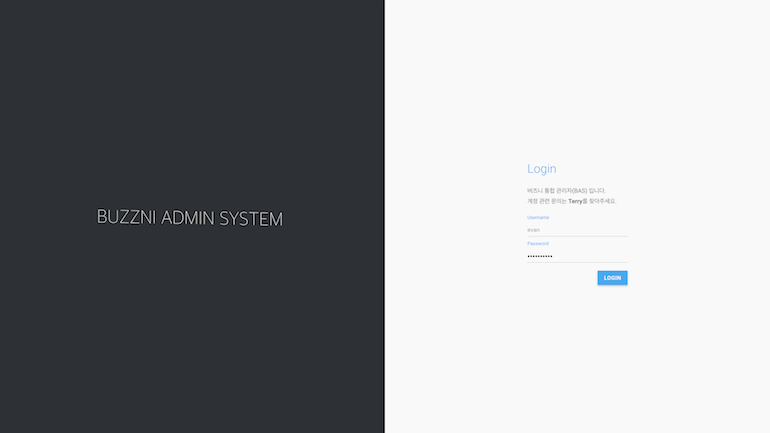 BUZZNI ADMIN SYSTEM
Login
버즈니 통합 관리자(BAS) 입니다.
계정 관련 문의는 Terry를 찾아주세요.
Username
evan
Password
••••••••••
LOGIN